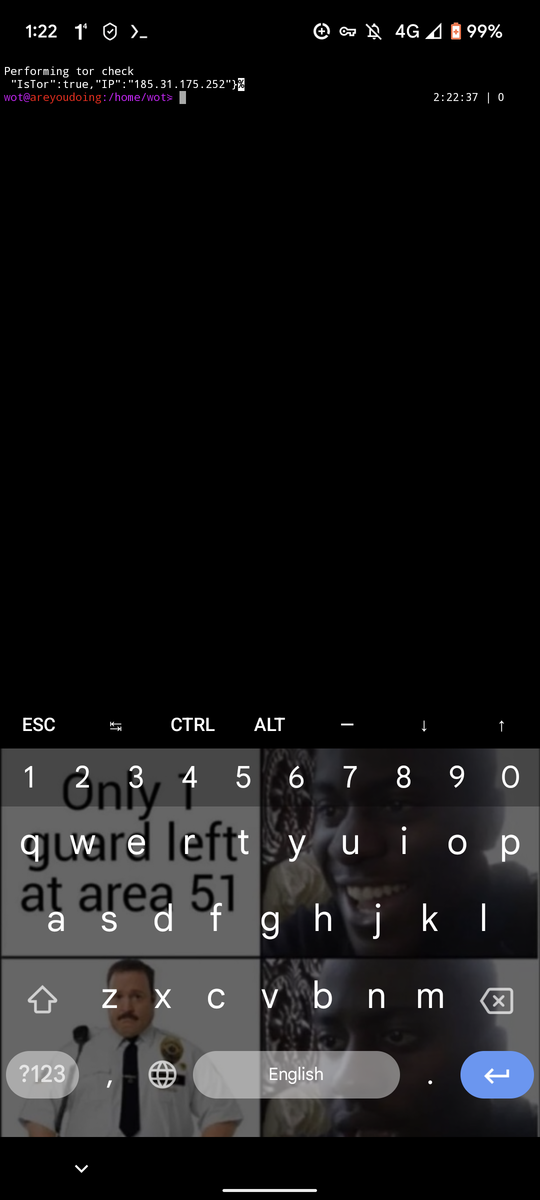 1:22 1⁴ 4G 99%
Performing tor check
"IsTor":true,"IP":"185.31.175.252"}%
wot@areyoudoing:/home/wot> 2:22:37 | 0
ESC ↹ CTRL ALT — ↓ ↑
1 2 3 4 5 6 7 8 9 0
Only 1
q w e r t y u i o p
guard left
at area 51
a s d f g h j k l
z x c v b n m
?123 , English .